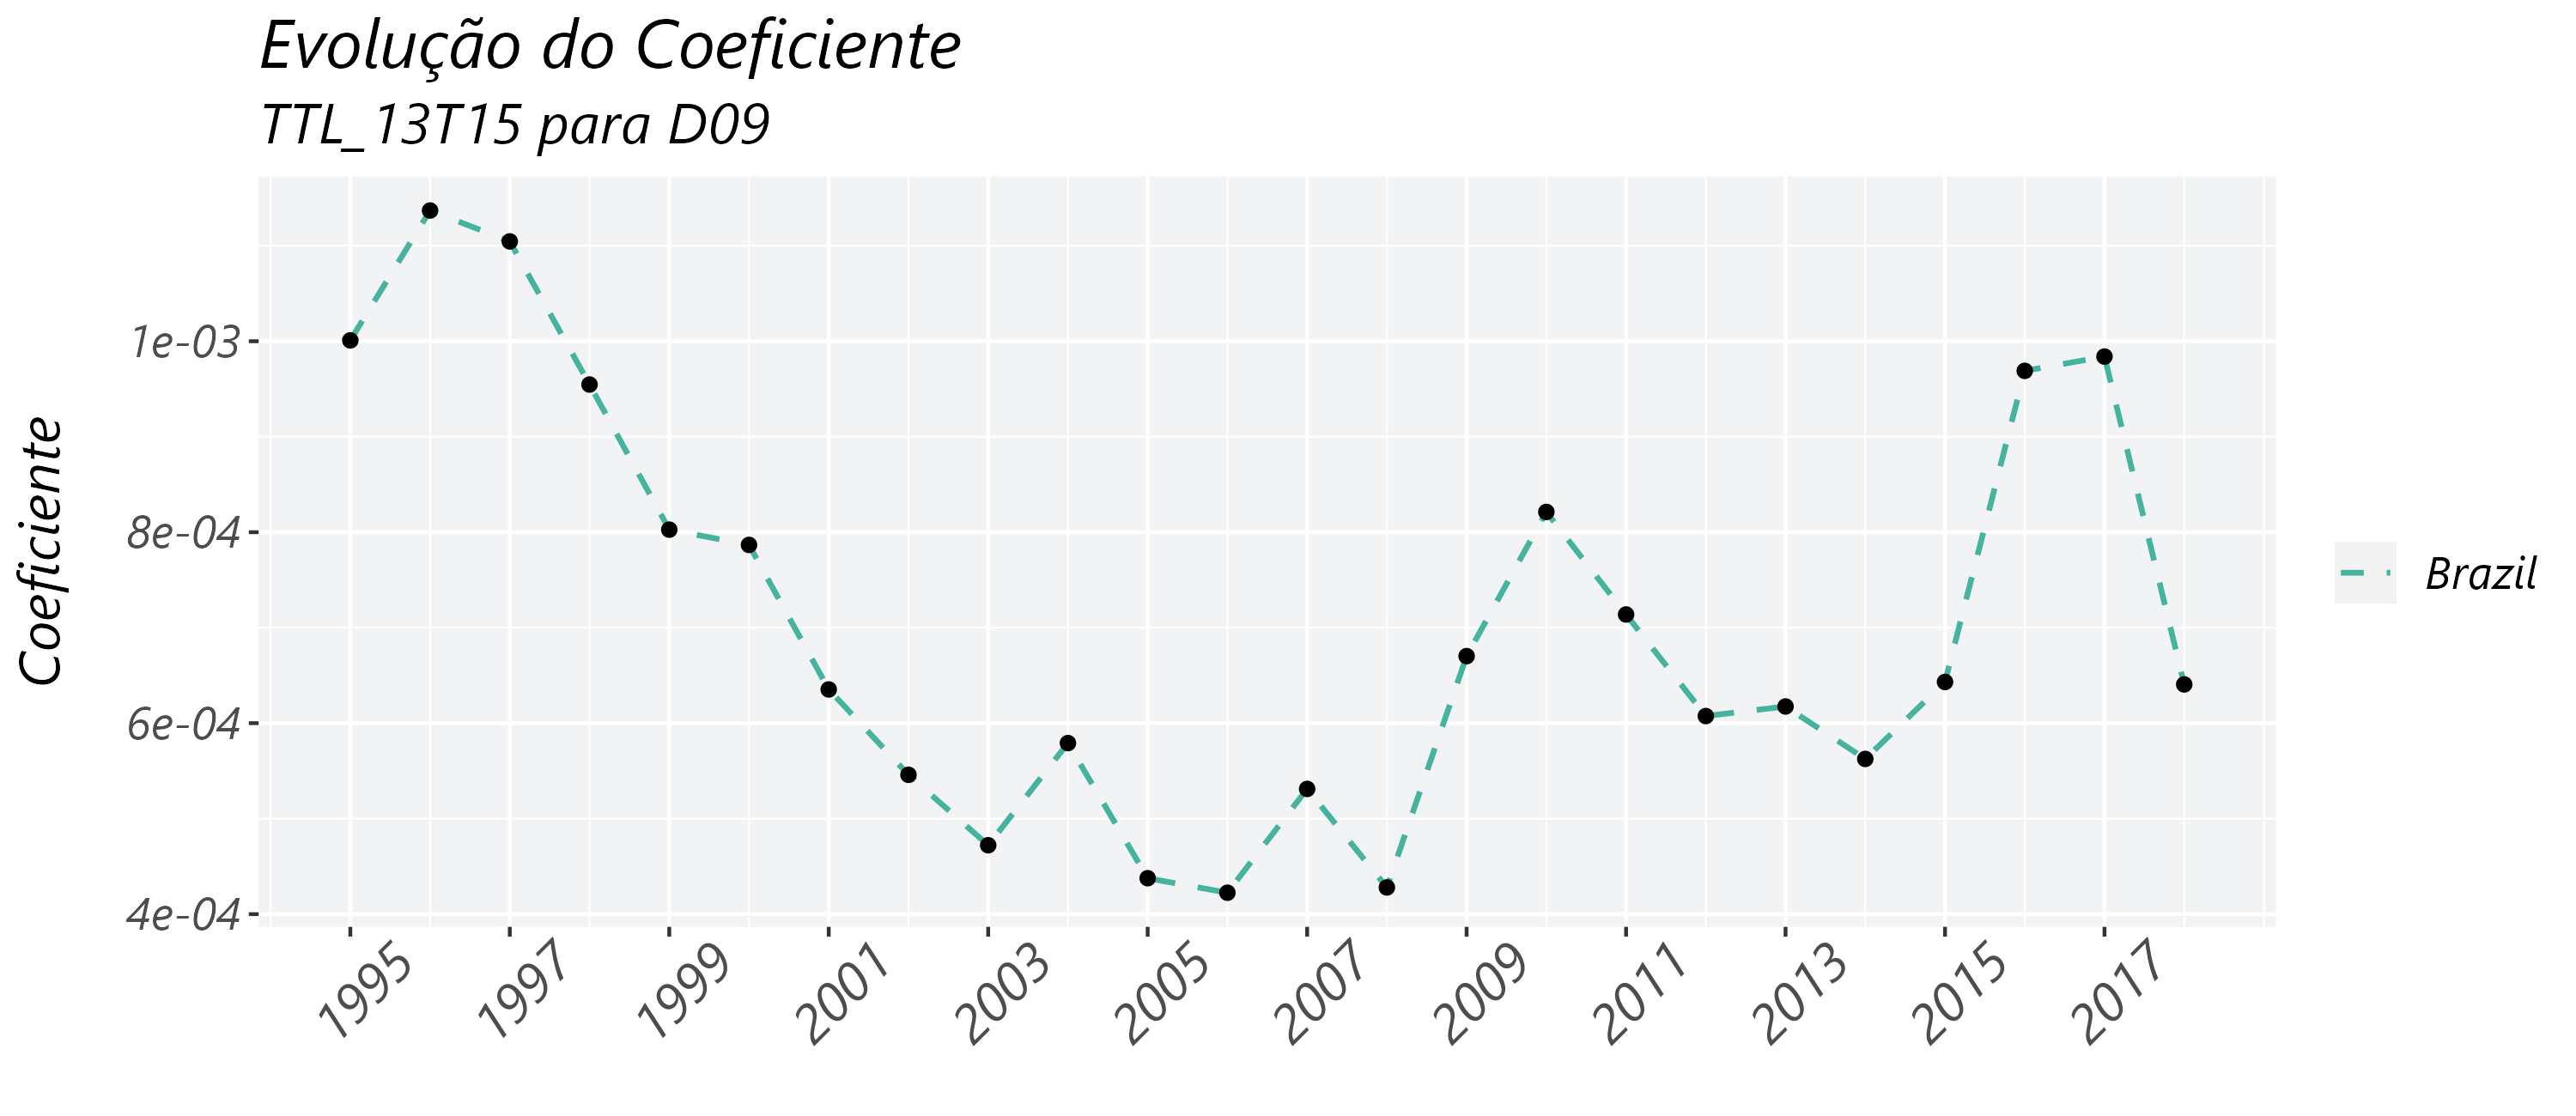 Evolução do Coeficiente
TTL_13T15 para D09
Coeficiente
1e-03
8e-04
6e-04
4e-04
1995
1997
1999
2001
2003
2005
2007
2009
2011
2013
2015
2017
Brazil